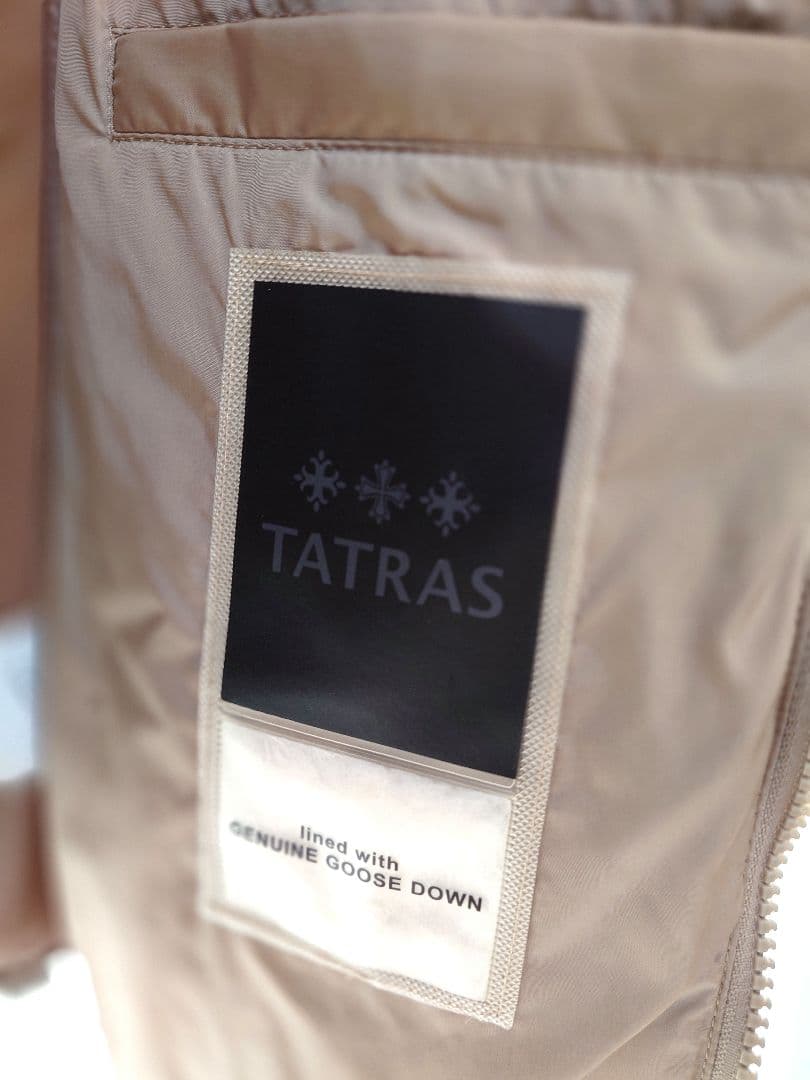 TATRAS
lined with
GENUINE GOOSE DOWN